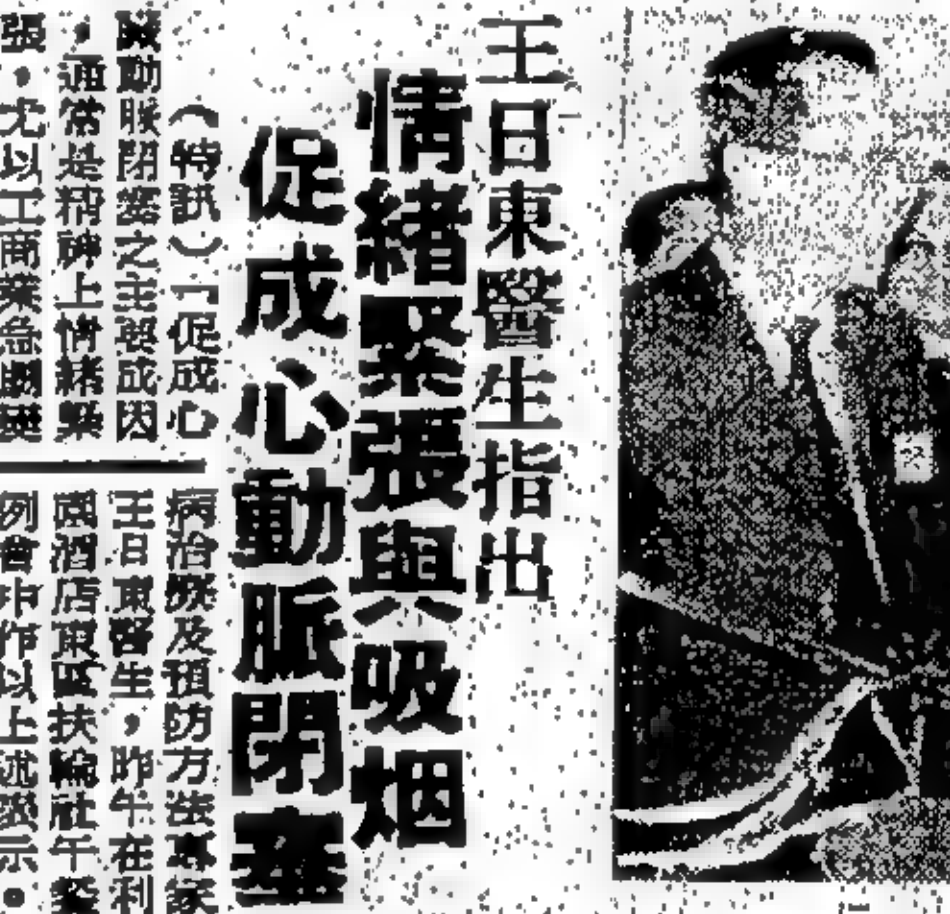 王日東醫生指出
情緒緊張與吸烟
促成心動脈閉塞
(特訊)「促成心
臟動脈閉塞之主要成因
,通常是精神上情緒緊
張,尤以工商業急劇
病治療及預防方法專家
王日東醫生,昨午在利
園酒店東區扶輪社午餐
例會中作以上述啟示。